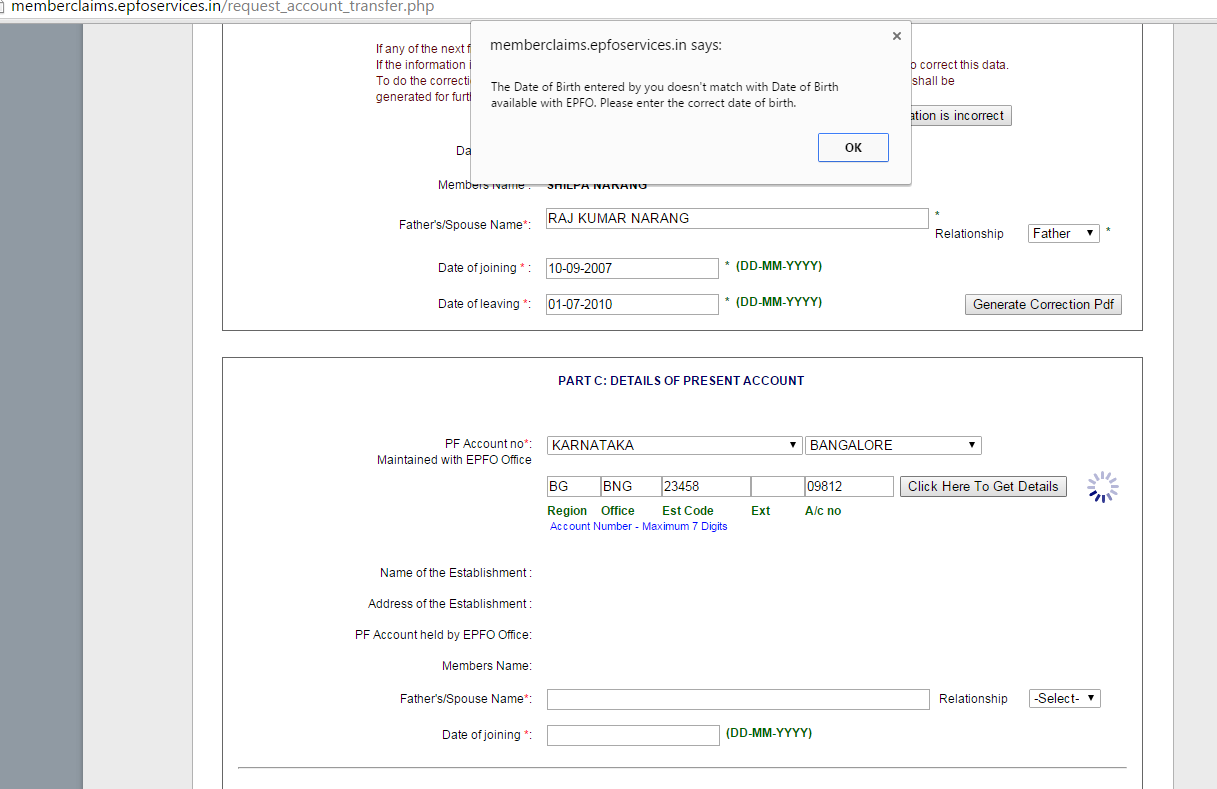 memberclaims.epfoservices.in/request_account_transfer.php
memberclaims.epfoservices.in says: ×
The Date of Birth entered by you doesn't match with Date of Birth
available with EPFO. Please enter the correct date of birth.
OK
If any of the next f
If the information i o correct this data.
To do the correcti shall be
generated for furt
ation is incorrect
Da
Members Name : SHILPA NARANG
Father's/Spouse Name*: RAJ KUMAR NARANG * Relationship Father *
Date of joining * : 10-09-2007 * (DD-MM-YYYY)
Date of leaving *: 01-07-2010 * (DD-MM-YYYY) Generate Correction Pdf
PART C: DETAILS OF PRESENT ACCOUNT
PF Account no*: KARNATAKA BANGALORE
Maintained with EPFO Office
BG BNG 23458 09812 Click Here To Get Details
Region Office Est Code Ext A/c no
Account Number - Maximum 7 Digits
Name of the Establishment :
Address of the Establishment :
PF Account held by EPFO Office:
Members Name:
Father's/Spouse Name*: Relationship -Select-
Date of joining *: (DD-MM-YYYY)